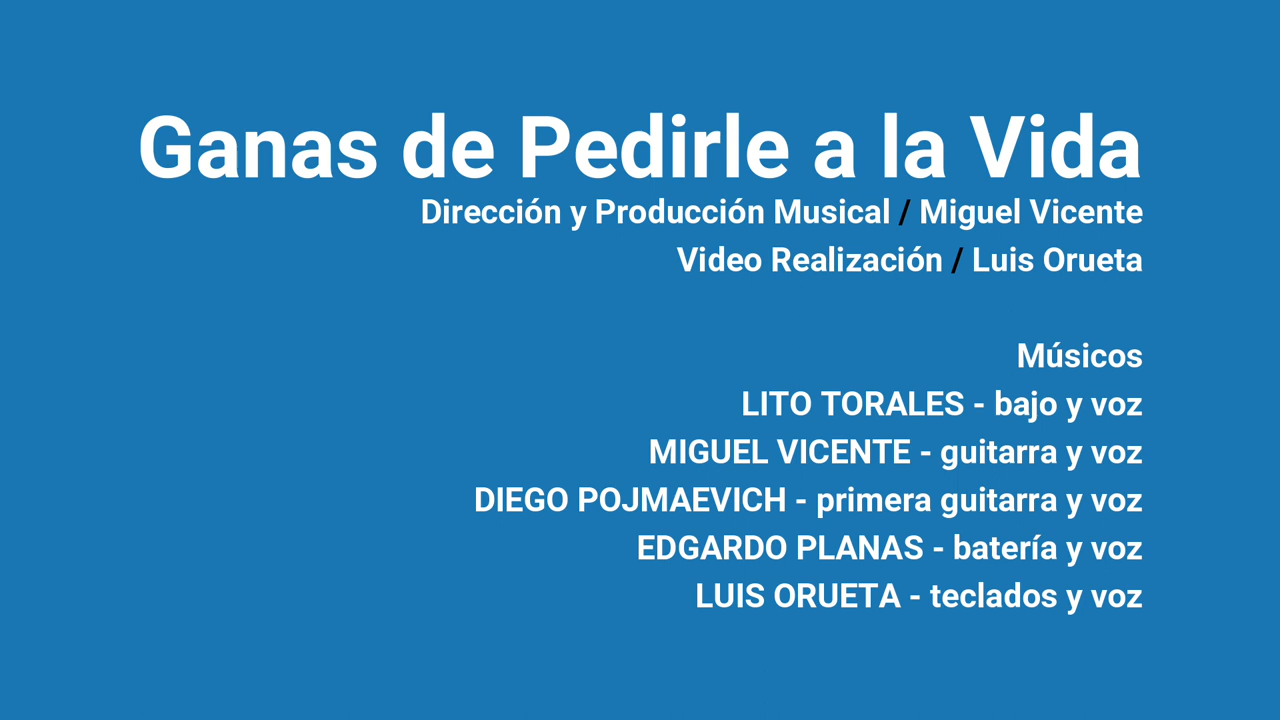 Ganas de Pedirle a la Vida
Dirección y Producción Musical / Miguel Vicente
Video Realización / Luis Orueta
Músicos
LITO TORALES - bajo y voz
MIGUEL VICENTE - guitarra y voz
DIEGO POJMAEVICH - primera guitarra y voz
EDGARDO PLANAS - batería y voz
LUIS ORUETA - teclados y voz